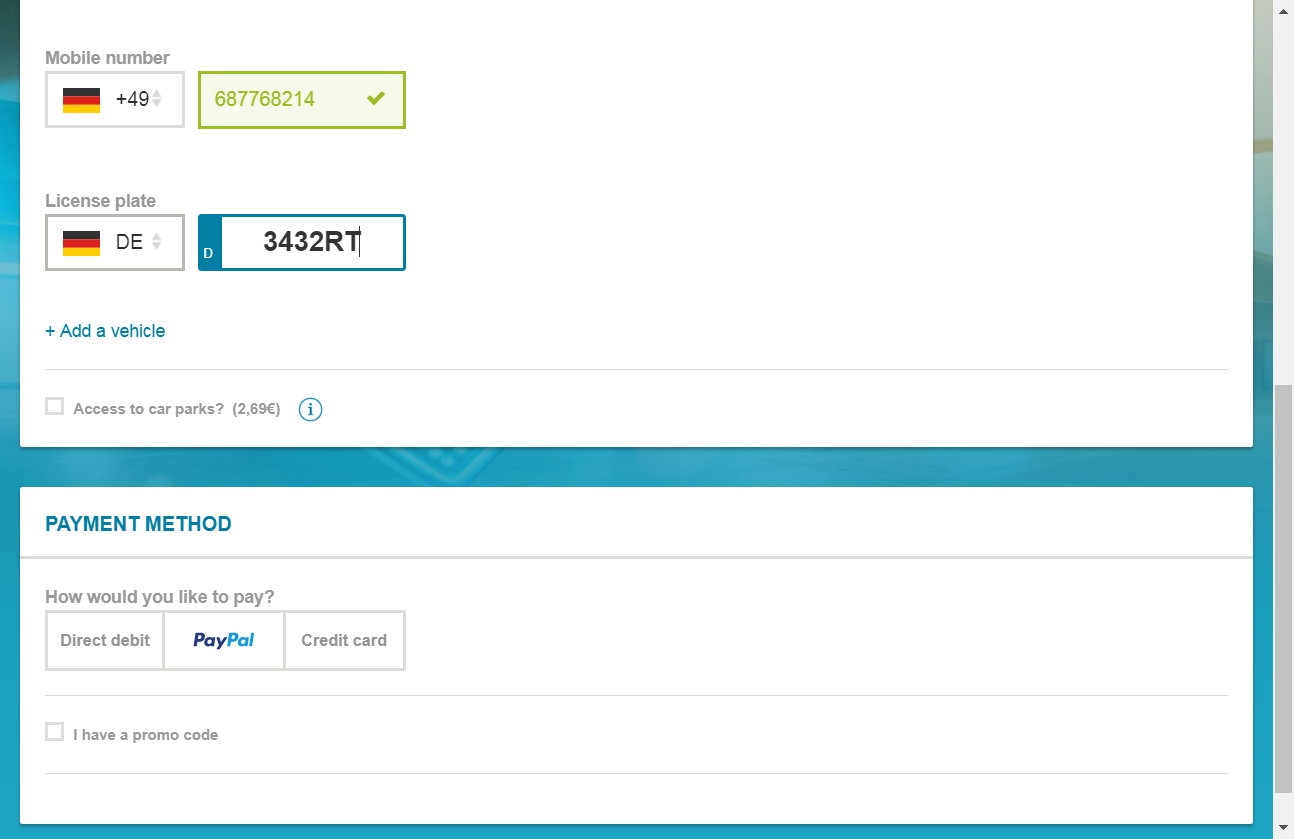 Mobile number
+49 687768214
License plate
DE D 3432RT
+ Add a vehicle
Access to car parks? (2,69€) i
PAYMENT METHOD
How would you like to pay?
Direct debit PayPal Credit card
I have a promo code